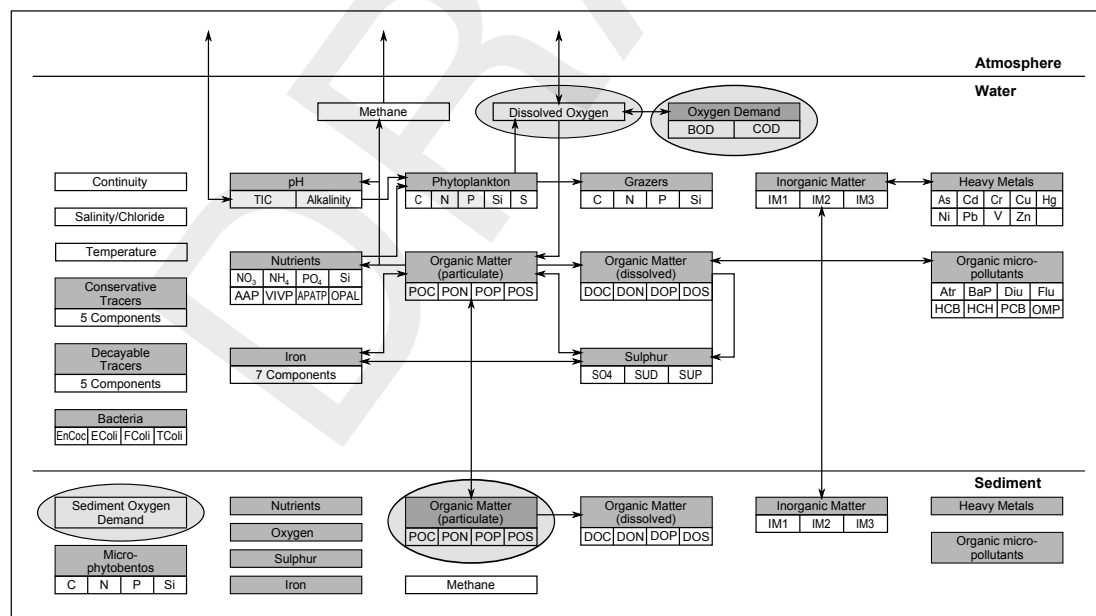 DRA
Atmosphere
Water
Methane
Dissolved Oxygen
Oxygen Demand
BOD COD
Continuity
Salinity/Chloride
Temperature
Conservative
Tracers
5 Components
Decayable
Tracers
5 Components
Bacteria
EnCoc EColi FColi TColi
pH
TIC Alkalinity
Phytoplankton
C N P Si S
Grazers
C N P Si
Inorganic Matter
IM1 IM2 IM3
Heavy Metals
As Cd Cr Cu Hg
Ni Pb V Zn
Nutrients
NO3 NH4 PO4 Si
AAP VIVP APATP OPAL
Organic Matter
(particulate)
POC PON POP POS
Organic Matter
(dissolved)
DOC DON DOP DOS
Organic micro-
pollutants
Atr BaP Diu Flu
HCB HCH PCB OMP
Iron
7 Components
Sulphur
SO4 SUD SUP
Sediment
Sediment Oxygen
Demand
Micro-
phytobentos
C N P Si
Nutrients
Oxygen
Sulphur
Iron
Organic Matter
(particulate)
POC PON POP POS
Methane
Organic Matter
(dissolved)
DOC DON DOP DOS
Inorganic Matter
IM1 IM2 IM3
Heavy Metals
Organic micro-
pollutants